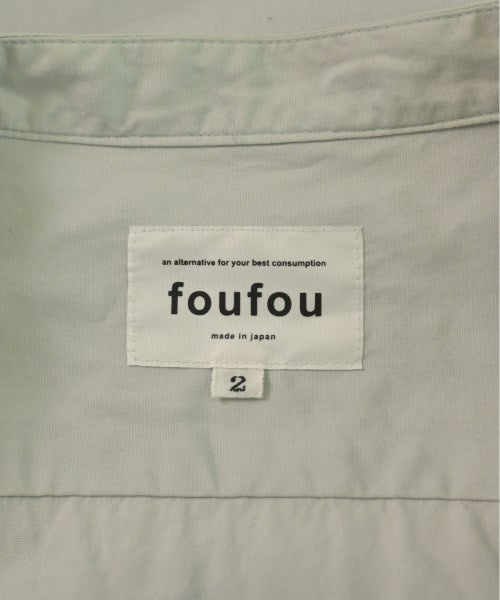 an alternative for your best consumption
foufou
made in japan
2